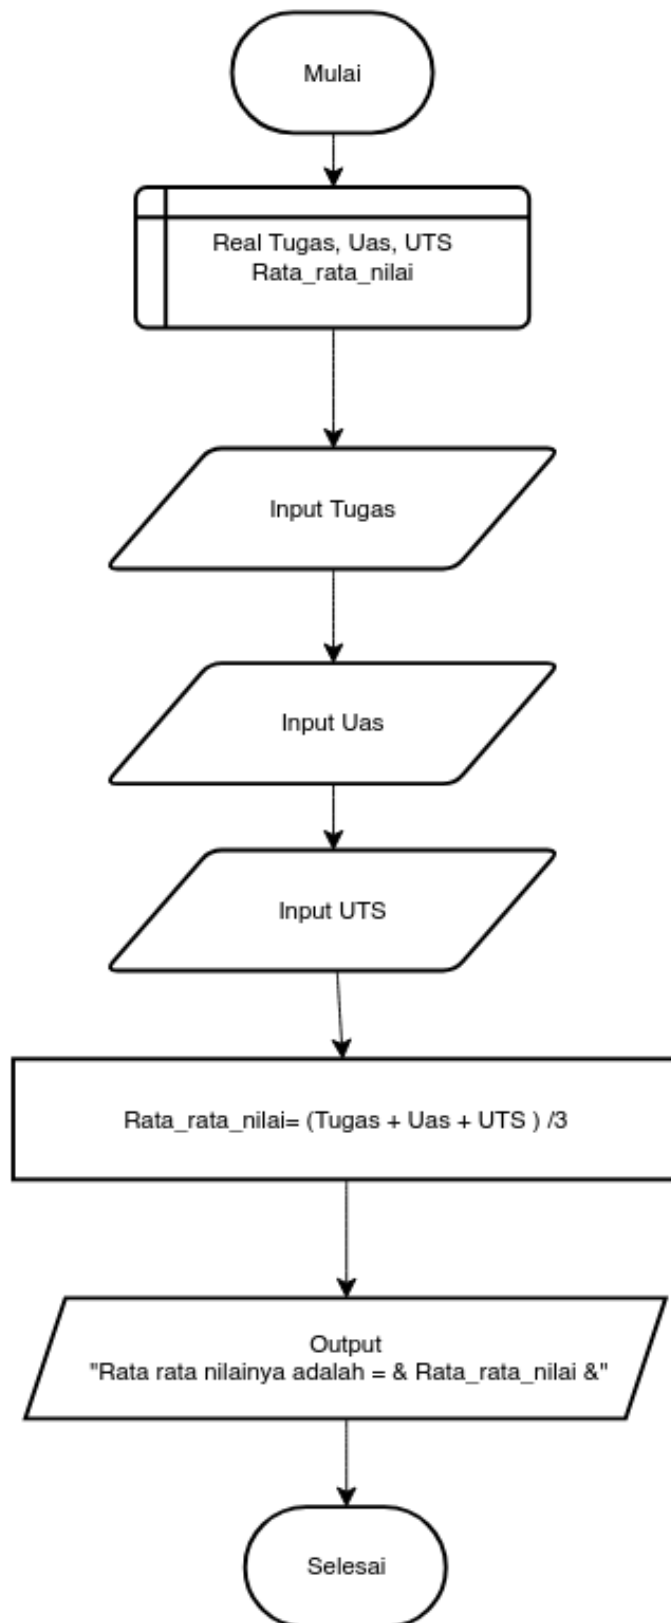 Mulai
Real Tugas, Uas, UTS
Rata_rata_nilai
Input Tugas
Input Uas
Input UTS
Rata_rata_nilai= (Tugas + Uas + UTS ) /3
Output
"Rata rata nilainya adalah = & Rata_rata_nilai &"
Selesai